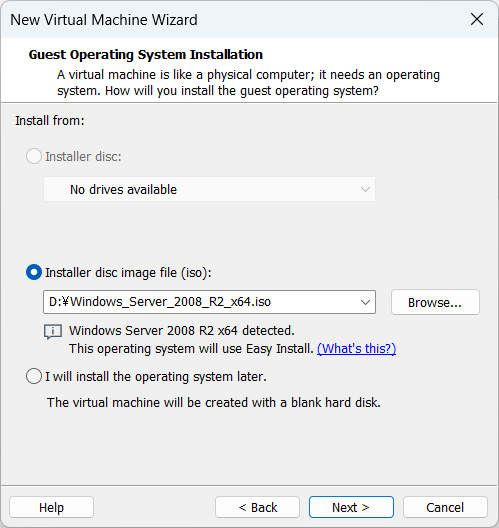 New Virtual Machine Wizard
Guest Operating System Installation
A virtual machine is like a physical computer; it needs an operating
system. How will you install the guest operating system?
Install from:
Installer disc:
No drives available
Installer disc image file (iso):
D:¥Windows_Server_2008_R2_x64.iso
Browse...
Windows Server 2008 R2 x64 detected.
This operating system will use Easy Install. (What's this?)
I will install the operating system later.
The virtual machine will be created with a blank hard disk.
Help
< Back
Next >
Cancel